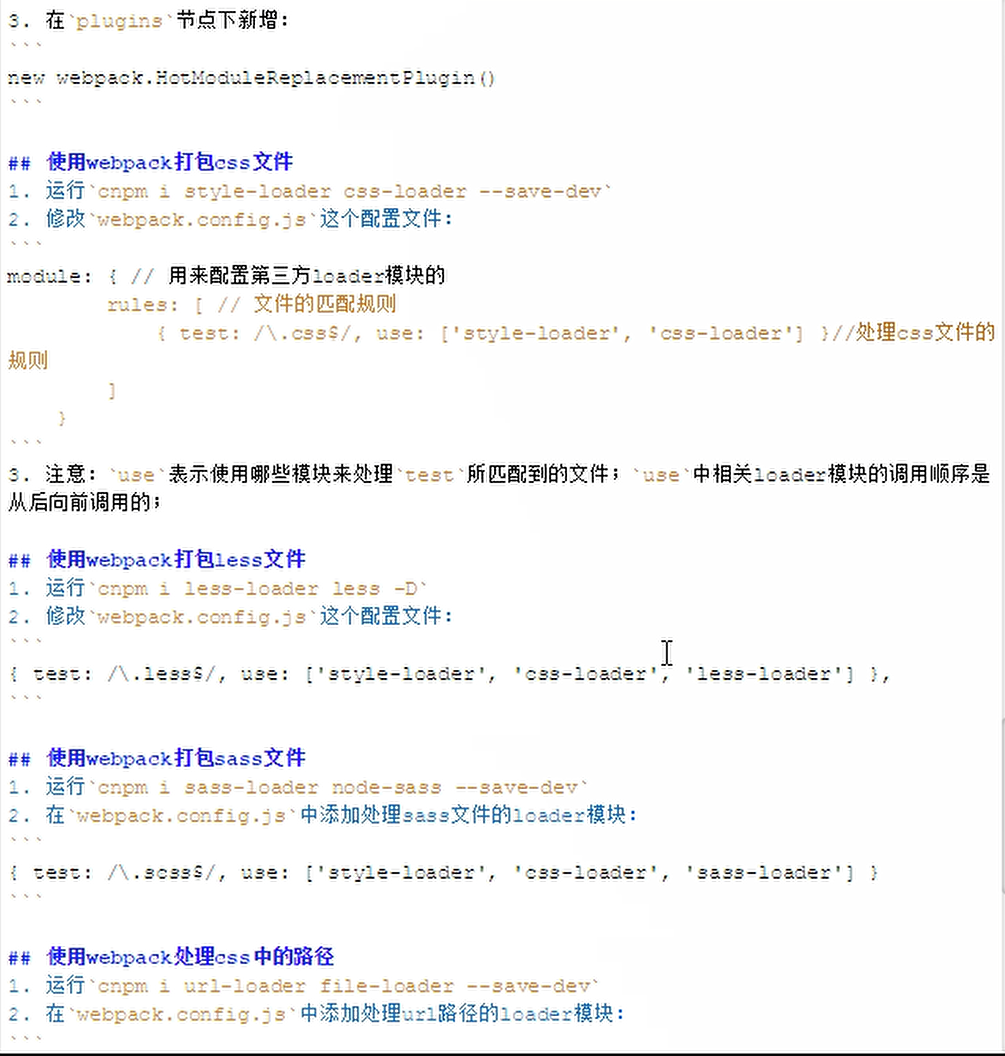 3. 在`plugins`节点下新增：
```
new webpack.HotModuleReplacementPlugin()
```
## 使用webpack打包css文件
1. 运行`cnpm i style-loader css-loader --save-dev`
2. 修改`webpack.config.js`这个配置文件：
```
module: { // 用来配置第三方loader模块的
        rules: [ // 文件的匹配规则
            { test: /\.css$/, use: ['style-loader', 'css-loader'] }//处理css文件的
规则
        ]
    }
```
3. 注意：`use`表示使用哪些模块来处理`test`所匹配到的文件；`use`中相关loader模块的调用顺序是
从后向前调用的；
## 使用webpack打包less文件
1. 运行`cnpm i less-loader less -D`
2. 修改`webpack.config.js`这个配置文件：
```
{ test: /\.less$/, use: ['style-loader', 'css-loader', 'less-loader'] },
```
## 使用webpack打包sass文件
1. 运行`cnpm i sass-loader node-sass --save-dev`
2. 在`webpack.config.js`中添加处理sass文件的loader模块：
```
{ test: /\.scss$/, use: ['style-loader', 'css-loader', 'sass-loader'] }
```
## 使用webpack处理css中的路径
1. 运行`cnpm i url-loader file-loader --save-dev`
2. 在`webpack.config.js`中添加处理url路径的loader模块：
```